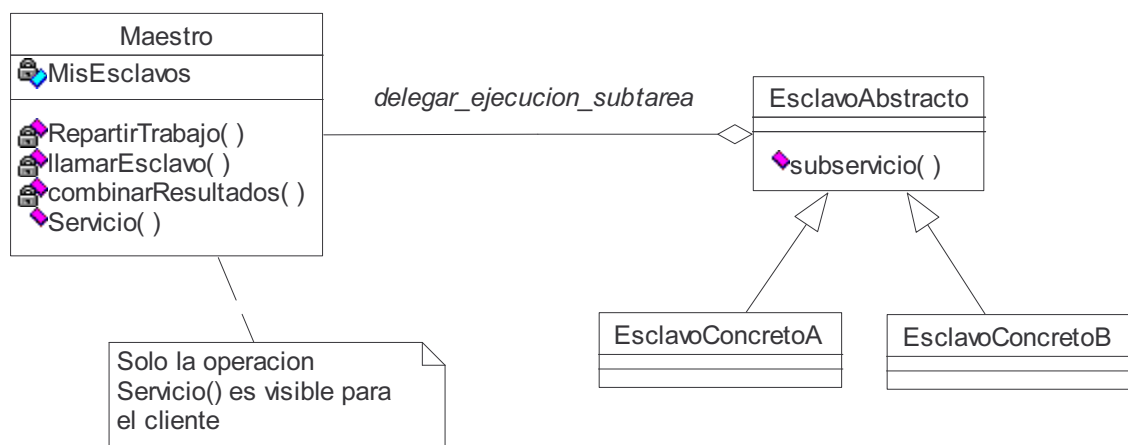 Maestro
MisEsclavos
RepartirTrabajo( )
llamarEsclavo( )
combinarResultados( )
Servicio( )
delegar_ejecucion_subtarea
EsclavoAbstracto
subservicio( )
EsclavoConcretoA
EsclavoConcretoB
Solo la operacion
Servicio() es visible para
el cliente